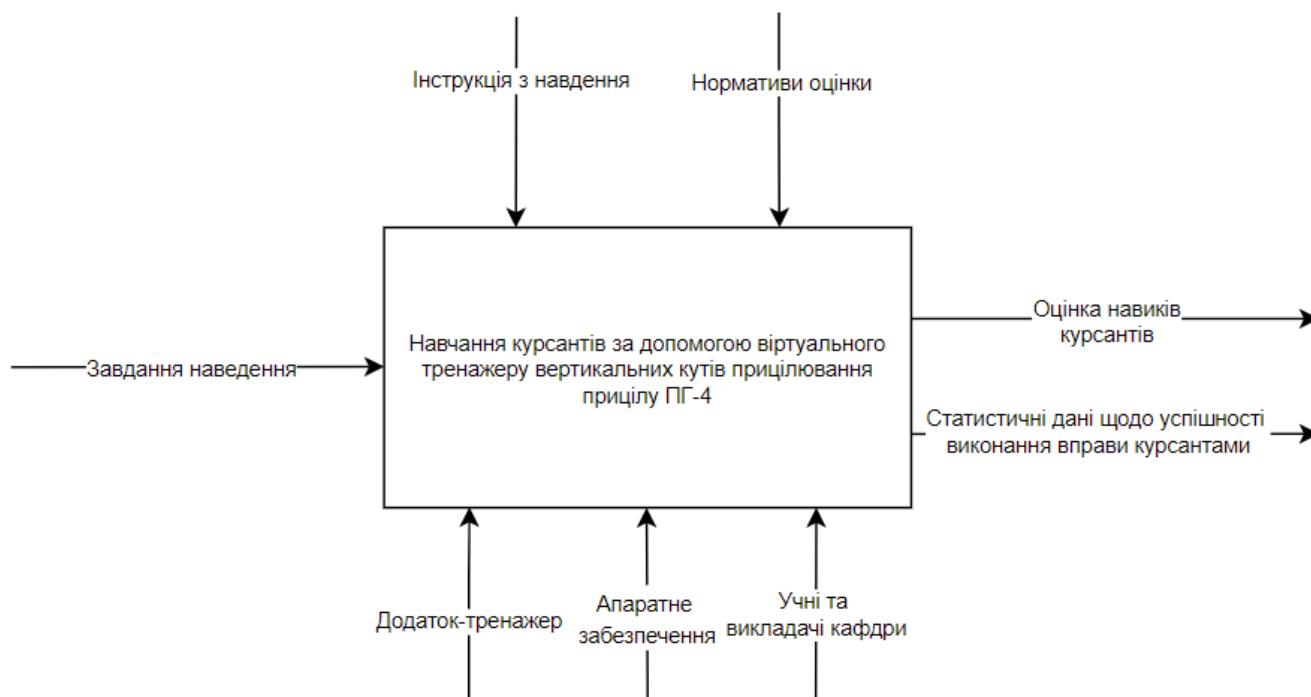 Інструкція з навдення
Нормативи оцінки
Завдання наведення
Навчання курсантів за допомогою віртуального
тренажеру вертикальних кутів прицілювання
прицілу ПГ-4
Оцінка навиків
курсантів
Статистичні дані щодо успішності
виконання вправи курсантами
Додаток-тренажер
Апаратне
забезпечення
Учні та
викладачі кафдри